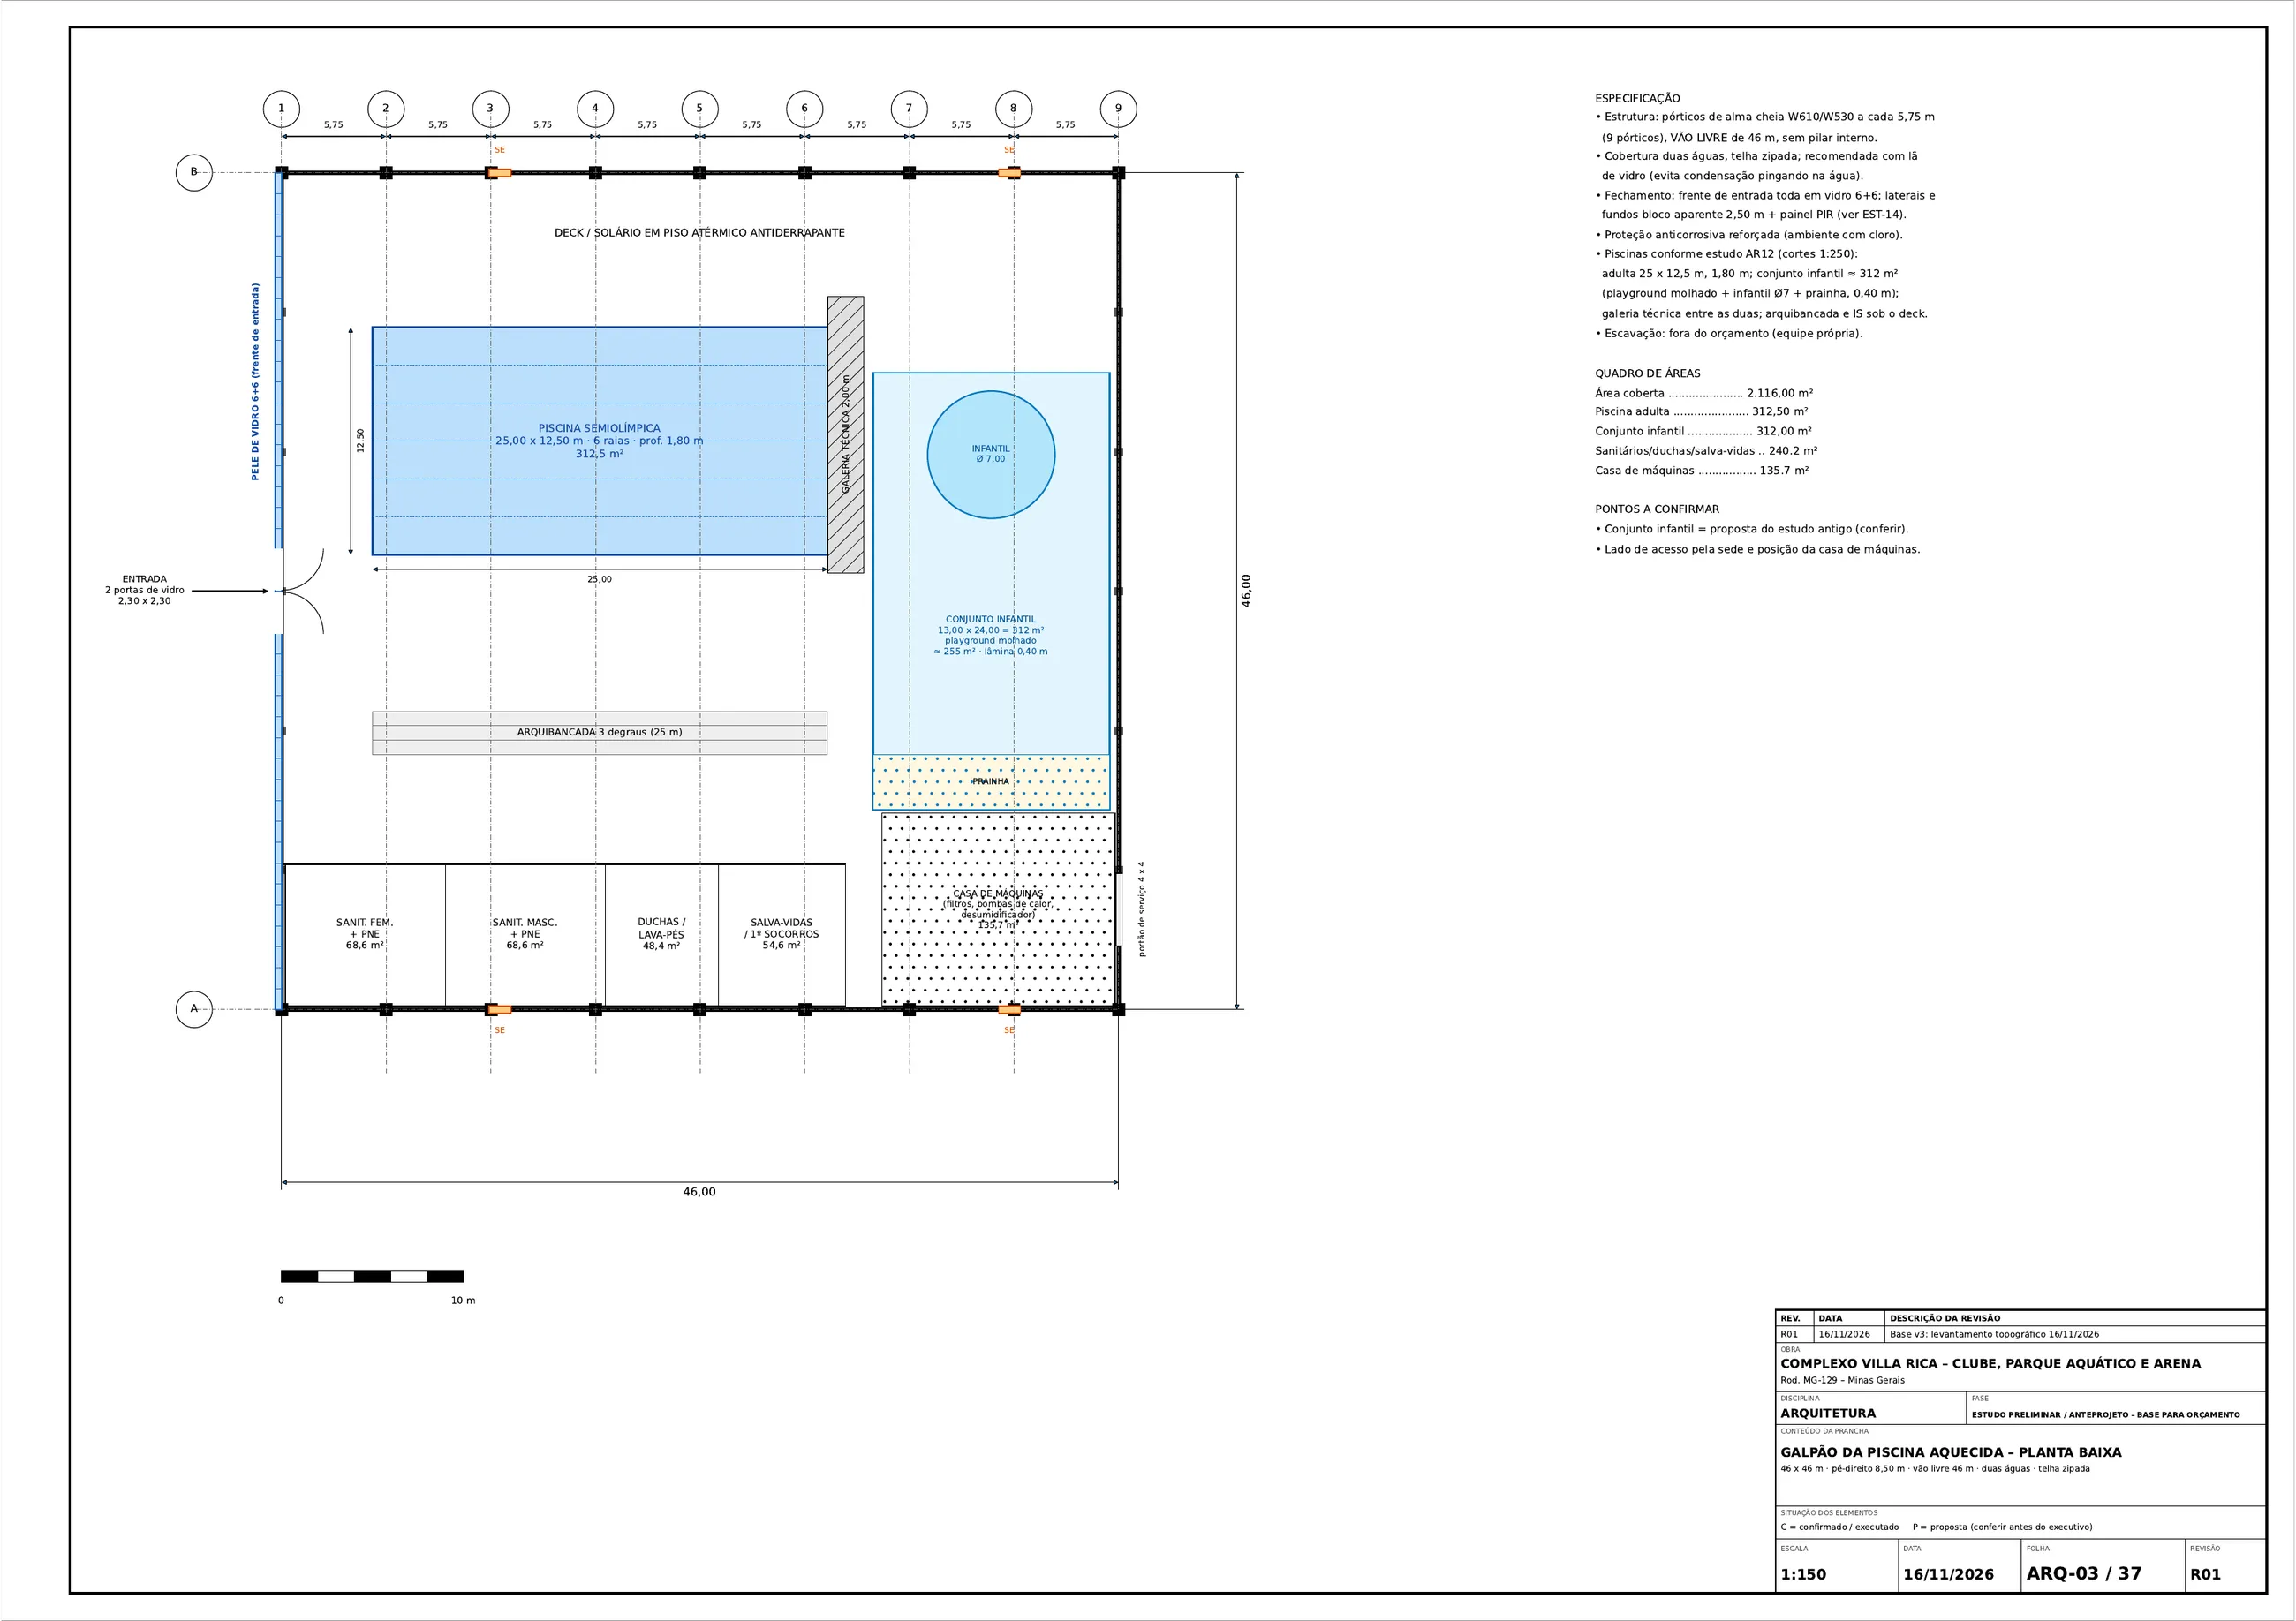 1
2
3
4
5
6
7
8
9
5,75
5,75
5,75
5,75
5,75
5,75
5,75
5,75
SE
SE
B
DECK / SOLÁRIO EM PISO ATÉRMICO ANTIDERRAPANTE
PELE DE VIDRO 6+6 (frente de entrada)
12,50
PISCINA SEMIOLÍMPICA
25,00 x 12,50 m · 6 raias · prof. 1,80 m
312,5 m²
25,00
GALERIA TÉCNICA 2,00 m
INFANTIL
Ø 7,00
CONJUNTO INFANTIL
13,00 x 24,00 = 312 m²
playground molhado
≈ 255 m² · lâmina 0,40 m
PRAINHA
ENTRADA
2 portas de vidro
2,30 x 2,30
46,00
ARQUIBANCADA 3 degraus (25 m)
SANIT. FEM.
+ PNE
68,6 m²
SANIT. MASC.
+ PNE
68,6 m²
DUCHAS /
LAVA-PÉS
48,4 m²
SALVA-VIDAS
/ 1º SOCORROS
54,6 m²
CASA DE MÁQUINAS
(filtros, bombas de calor,
desumidificador)
135,7 m²
portão de serviço 4 x 4
A
SE
SE
46,00
0
10 m
ESPECIFICAÇÃO
• Estrutura: pórticos de alma cheia W610/W530 a cada 5,75 m
(9 pórticos), VÃO LIVRE de 46 m, sem pilar interno.
• Cobertura duas águas, telha zipada; recomendada com lã
de vidro (evita condensação pingando na água).
• Fechamento: frente de entrada toda em vidro 6+6; laterais e
fundos bloco aparente 2,50 m + painel PIR (ver EST-14).
• Proteção anticorrosiva reforçada (ambiente com cloro).
• Piscinas conforme estudo AR12 (cortes 1:250):
adulta 25 x 12,5 m, 1,80 m; conjunto infantil ≈ 312 m²
(playground molhado + infantil Ø7 + prainha, 0,40 m);
galeria técnica entre as duas; arquibancada e IS sob o deck.
• Escavação: fora do orçamento (equipe própria).
QUADRO DE ÁREAS
Área coberta ...................... 2.116,00 m²
Piscina adulta ...................... 312,50 m²
Conjunto infantil ................... 312,00 m²
Sanitários/duchas/salva-vidas .. 240.2 m²
Casa de máquinas ................. 135.7 m²
PONTOS A CONFIRMAR
• Conjunto infantil = proposta do estudo antigo (conferir).
• Lado de acesso pela sede e posição da casa de máquinas.
REV. DATA DESCRIÇÃO DA REVISÃO
R01 16/11/2026 Base v3: levantamento topográfico 16/11/2026
OBRA
COMPLEXO VILLA RICA – CLUBE, PARQUE AQUÁTICO E ARENA
Rod. MG-129 – Minas Gerais
DISCIPLINA FASE
ARQUITETURA ESTUDO PRELIMINAR / ANTEPROJETO – BASE PARA ORÇAMENTO
CONTEÚDO DA PRANCHA
GALPÃO DA PISCINA AQUECIDA – PLANTA BAIXA
46 x 46 m · pé-direito 8,50 m · vão livre 46 m · duas águas · telha zipada
SITUAÇÃO DOS ELEMENTOS
C = confirmado / executado P = proposta (conferir antes do executivo)
ESCALA DATA FOLHA REVISÃO
1:150 16/11/2026 ARQ-03 / 37 R01